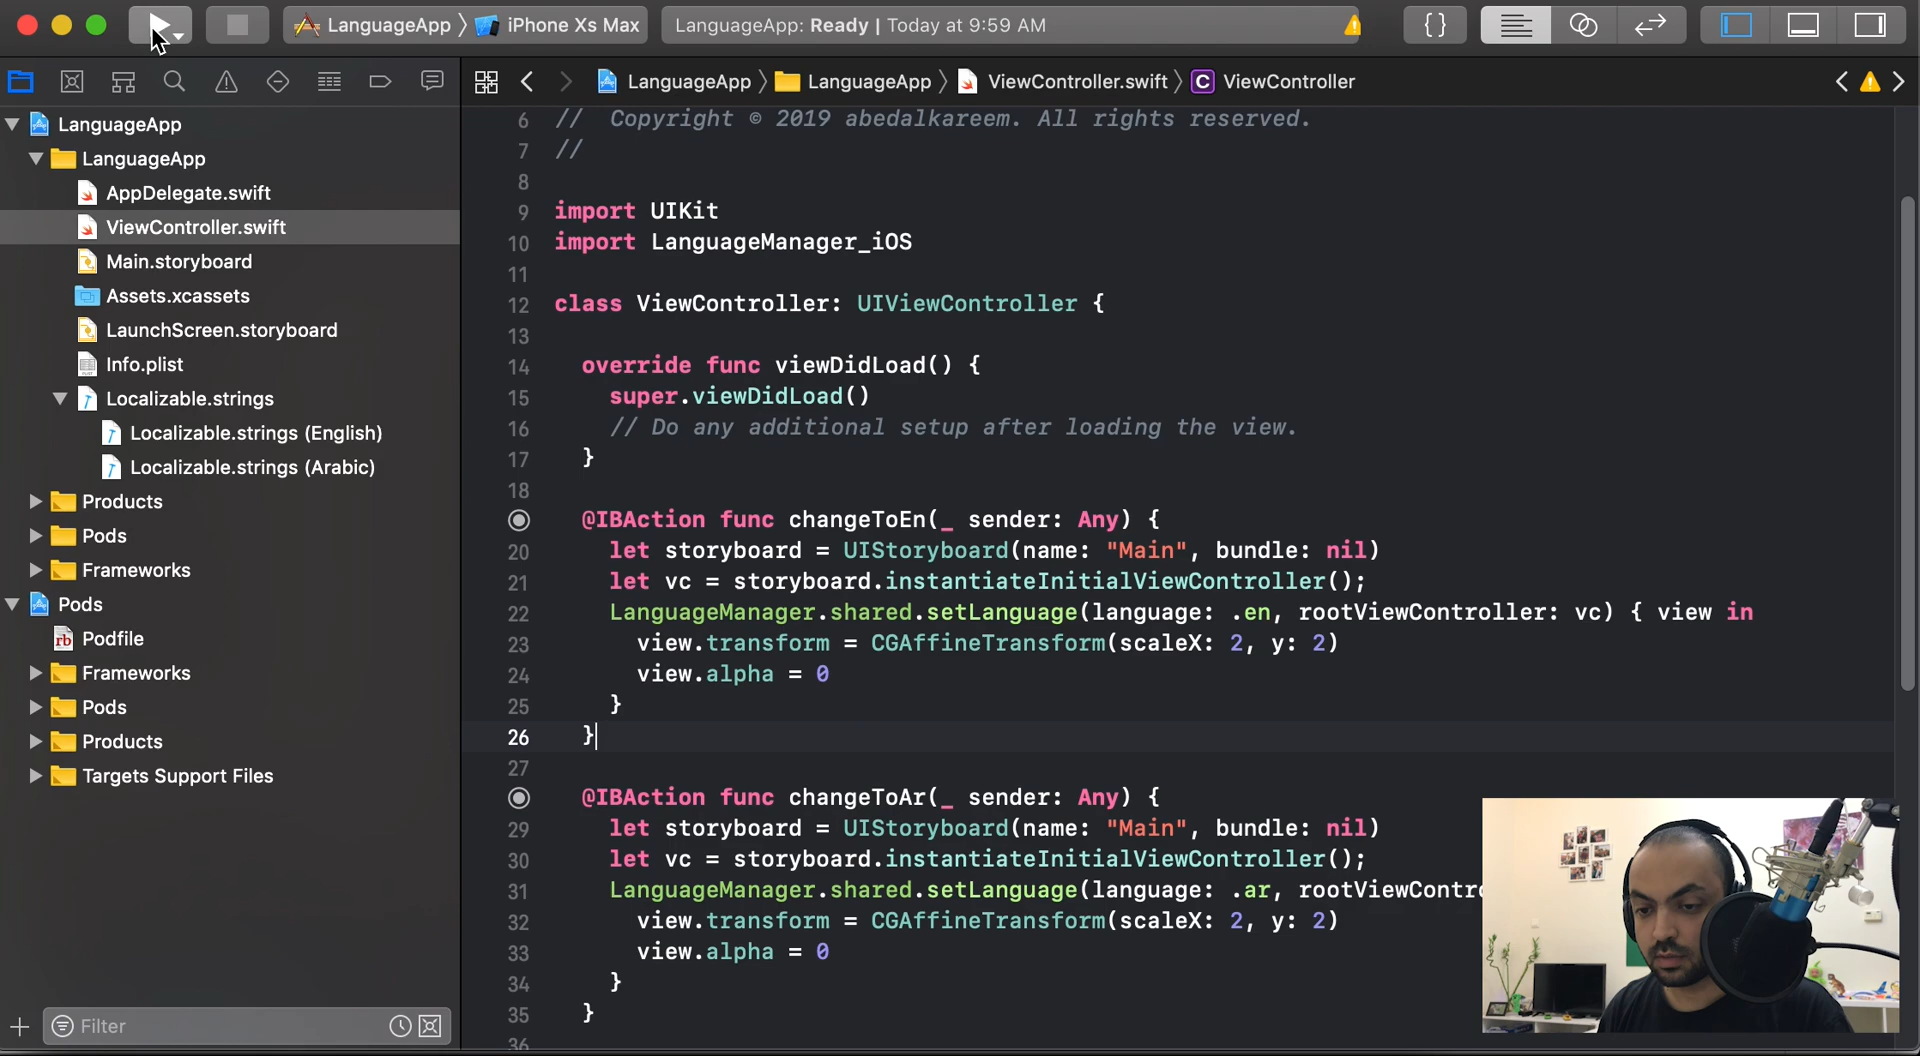 LanguageApp 〉 iPhone Xs Max
LanguageApp: Ready | Today at 9:59 AM
{ }
LanguageApp 〉 LanguageApp 〉 ViewController.swift 〉 C ViewController
LanguageApp
LanguageApp
AppDelegate.swift
ViewController.swift
Main.storyboard
Assets.xcassets
LaunchScreen.storyboard
Info.plist
Localizable.strings
Localizable.strings (English)
Localizable.strings (Arabic)
Products
Pods
Frameworks
Pods
rb Podfile
Frameworks
Pods
Products
Targets Support Files
Filter
6 //  Copyright © 2019 abedalkareem. All rights reserved.
7 //
8
9 import UIKit
10 import LanguageManager_iOS
11
12 class ViewController: UIViewController {
13
14   override func viewDidLoad() {
15     super.viewDidLoad()
16     // Do any additional setup after loading the view.
17   }
18
@IBAction func changeToEn(_ sender: Any) {
20     let storyboard = UIStoryboard(name: "Main", bundle: nil)
21     let vc = storyboard.instantiateInitialViewController();
22     LanguageManager.shared.setLanguage(language: .en, rootViewController: vc) { view in
23       view.transform = CGAffineTransform(scaleX: 2, y: 2)
24       view.alpha = 0
25     }
26   }
27
@IBAction func changeToAr(_ sender: Any) {
29     let storyboard = UIStoryboard(name: "Main", bundle: nil)
30     let vc = storyboard.instantiateInitialViewController();
31     LanguageManager.shared.setLanguage(language: .ar, rootViewContro
32       view.transform = CGAffineTransform(scaleX: 2, y: 2)
33       view.alpha = 0
34     }
35   }
36